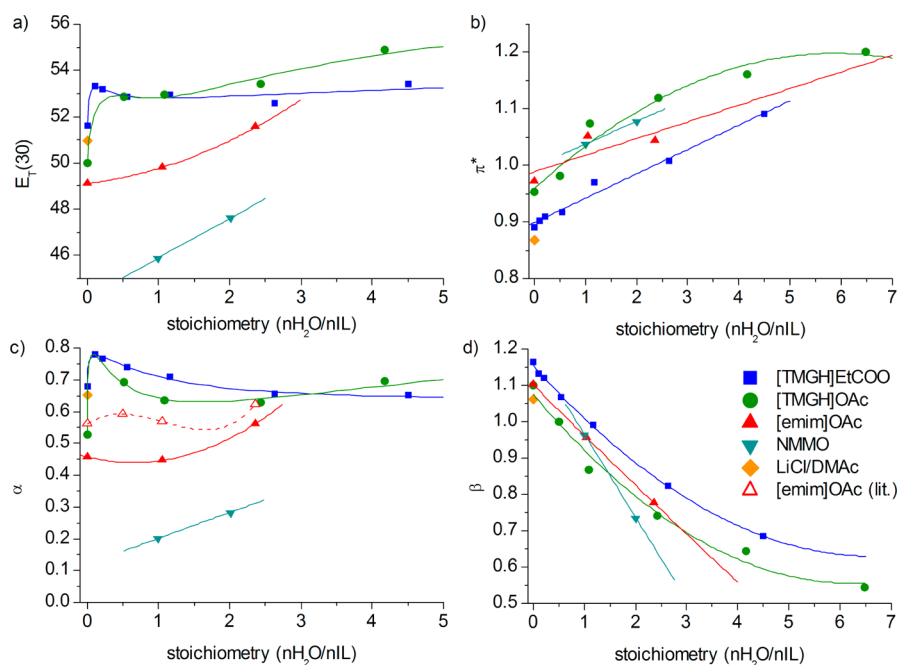 a)
56
54
52
50
48
46
E_T(30)
0 1 2 3 4 5
stoichiometry (nH₂O/nIL)
b)
1.2
1.1
1.0
0.9
0.8
π*
0 1 2 3 4 5 6 7
stoichiometry (nH₂O/nIL)
c)
0.8
0.7
0.6
0.5
0.4
0.3
0.2
0.1
0.0
α
0 1 2 3 4 5
stoichiometry (nH₂O/nIL)
d)
1.2
1.1
1.0
0.9
0.8
0.7
0.6
0.5
β
0 1 2 3 4 5 6 7
stoichiometry (nH₂O/nIL)
[TMGH]EtCOO
[TMGH]OAc
[emim]OAc
NMMO
LiCl/DMAc
[emim]OAc (lit.)